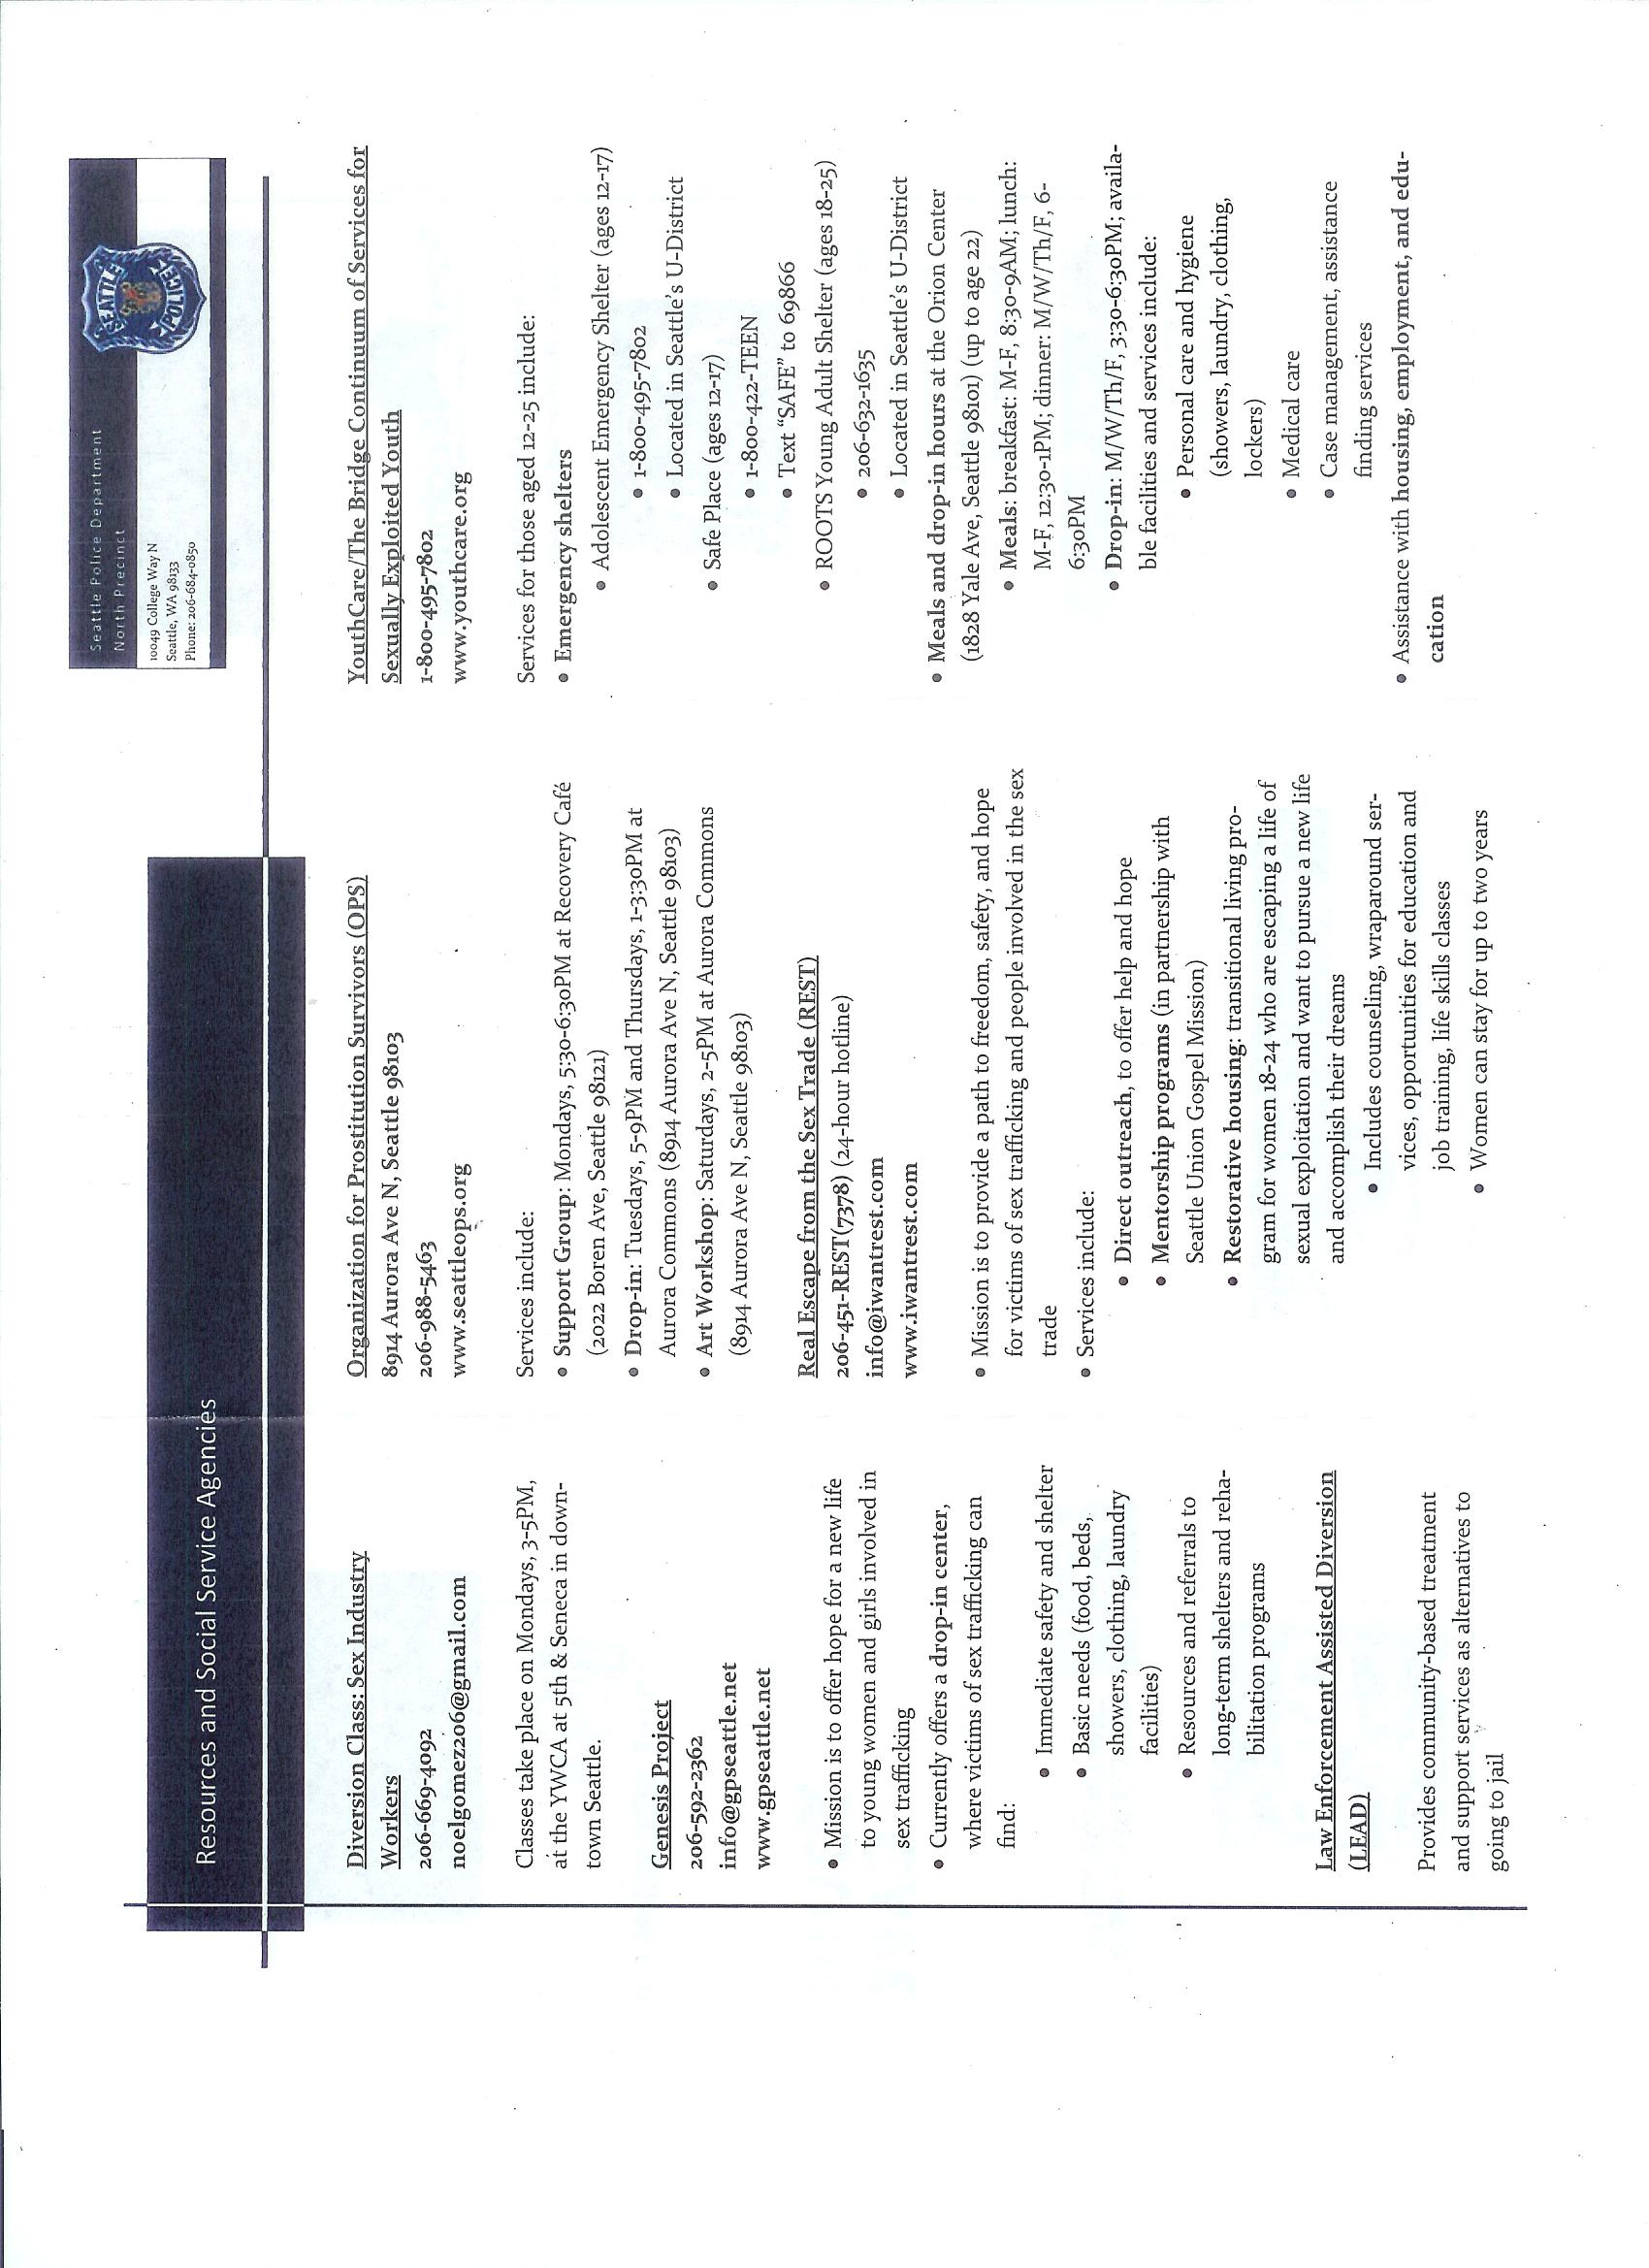 Resources and Social Service Agencies
Seattle Police Department
North Precinct
10049 College Way N
Seattle, WA 98133
Phone: 206-684-0850
SEATTLE
POLICE
Diversion Class: Sex Industry
Workers
206-669-4092
noelgomez206@gmail.com
Classes take place on Mondays, 3-5PM,
at the YWCA at 5th & Seneca in down-
town Seattle.
Genesis Project
206-592-2362
info@gpseattle.net
www.gpseattle.net
• Mission is to offer hope for a new life
to young women and girls involved in
sex trafficking
• Currently offers a drop-in center,
where victims of sex trafficking can
find:
• Immediate safety and shelter
• Basic needs (food, beds,
showers, clothing, laundry
facilities)
• Resources and referrals to
long-term shelters and reha-
bilitation programs
Law Enforcement Assisted Diversion
(LEAD)
Provides community-based treatment
and support services as alternatives to
going to jail
Organization for Prostitution Survivors (OPS)
8914 Aurora Ave N, Seattle 98103
206-988-5463
www.seattleops.org
Services include:
• Support Group: Mondays, 5:30-6:30PM at Recovery Café
(2022 Boren Ave, Seattle 98121)
• Drop-in: Tuesdays, 5-9PM and Thursdays, 1-3:30PM at
Aurora Commons (8914 Aurora Ave N, Seattle 98103)
• Art Workshop: Saturdays, 2-5PM at Aurora Commons
(8914 Aurora Ave N, Seattle 98103)
Real Escape from the Sex Trade (REST)
206-451-REST(7378) (24-hour hotline)
info@iwantrest.com
www.iwantrest.com
• Mission is to provide a path to freedom, safety, and hope
for victims of sex trafficking and people involved in the sex
trade
• Services include:
• Direct outreach, to offer help and hope
• Mentorship programs (in partnership with
Seattle Union Gospel Mission)
• Restorative housing: transitional living pro-
gram for women 18-24 who are escaping a life of
sexual exploitation and want to pursue a new life
and accomplish their dreams
• Includes counseling, wraparound ser-
vices, opportunities for education and
job training, life skills classes
• Women can stay for up to two years
YouthCare/The Bridge Continuum of Services for
Sexually Exploited Youth
1-800-495-7802
www.youthcare.org
Services for those aged 12-25 include:
• Emergency shelters
• Adolescent Emergency Shelter (ages 12-17)
• 1-800-495-7802
• Located in Seattle's U-District
• Safe Place (ages 12-17)
• 1-800-422-TEEN
• Text "SAFE" to 69866
• ROOTS Young Adult Shelter (ages 18-25)
• 206-632-1635
• Located in Seattle's U-District
• Meals and drop-in hours at the Orion Center
(1828 Yale Ave, Seattle 98101) (up to age 22)
• Meals: breakfast: M-F, 8:30-9AM; lunch:
M-F, 12:30-1PM; dinner: M/W/Th/F, 6-
6:30PM
• Drop-in: M/W/Th/F, 3:30-6:30PM; availa-
ble facilities and services include:
• Personal care and hygiene
(showers, laundry, clothing,
lockers)
• Medical care
• Case management, assistance
finding services
• Assistance with housing, employment, and edu-
cation